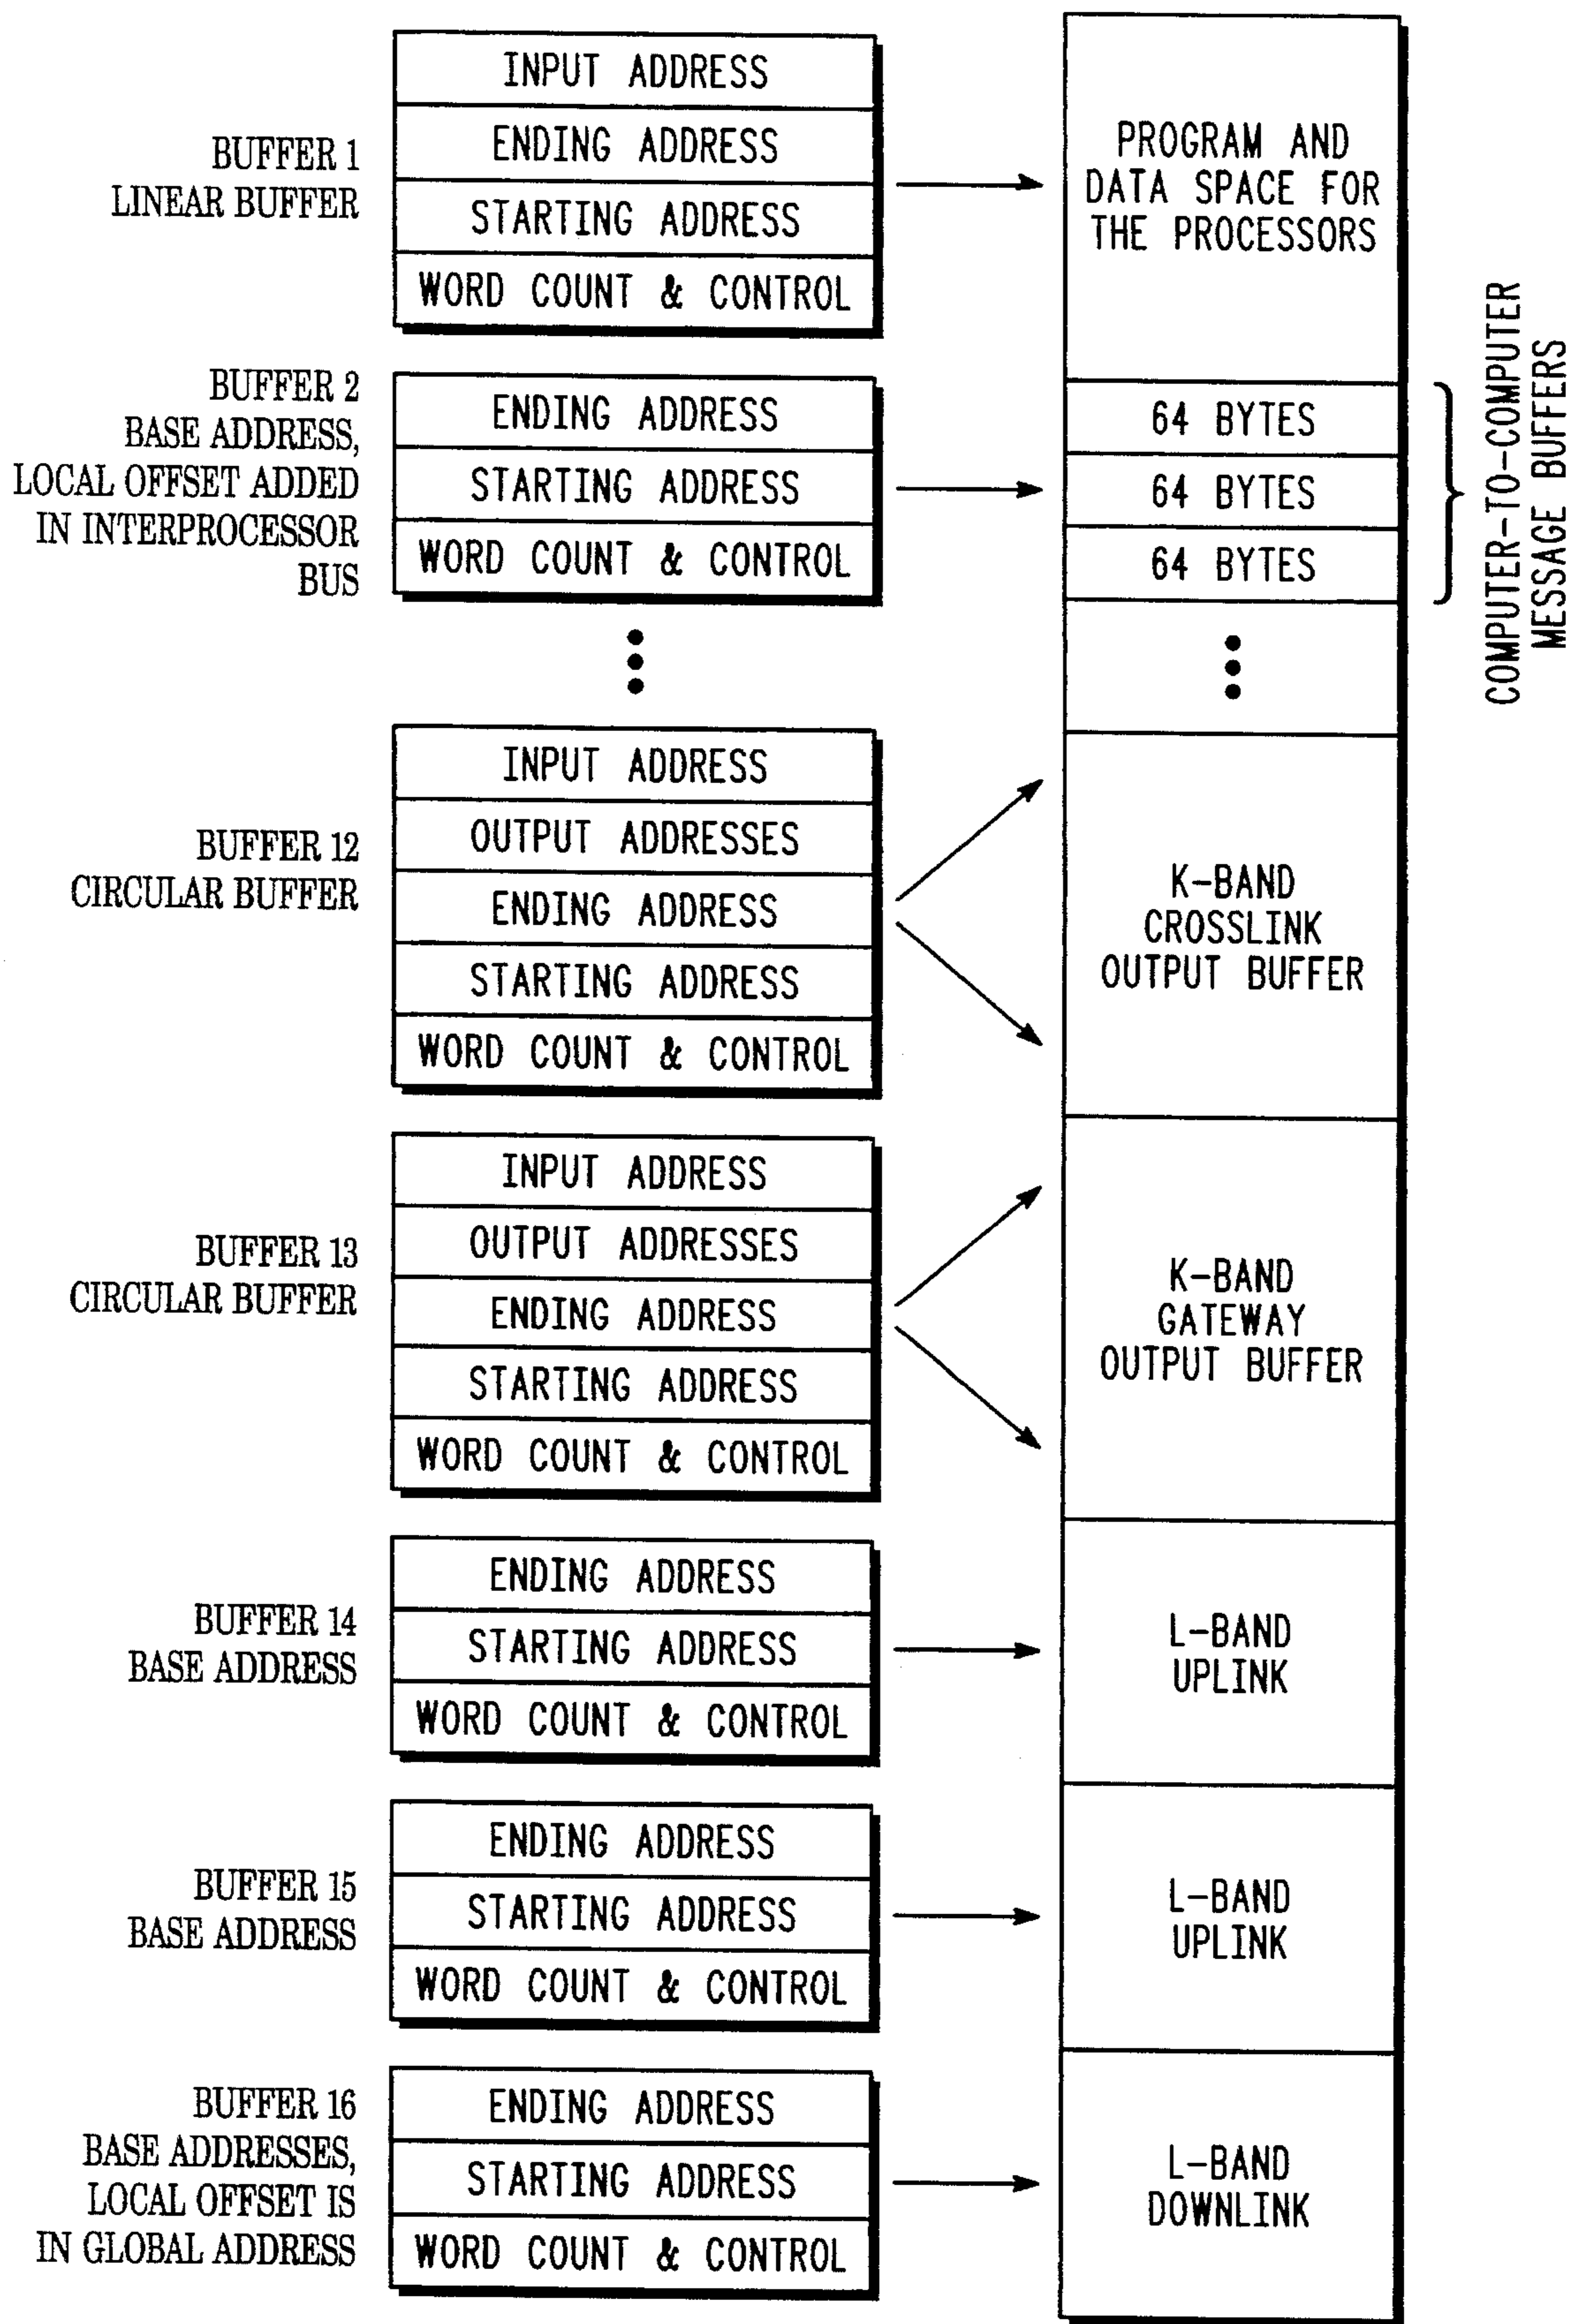 BUFFER 1
LINEAR BUFFER
INPUT ADDRESS
ENDING ADDRESS
STARTING ADDRESS
WORD COUNT & CONTROL
PROGRAM AND
DATA SPACE FOR
THE PROCESSORS
BUFFER 2
BASE ADDRESS,
LOCAL OFFSET ADDED
IN INTERPROCESSOR
BUS
ENDING ADDRESS
STARTING ADDRESS
WORD COUNT & CONTROL
64 BYTES
64 BYTES
64 BYTES
COMPUTER-TO-COMPUTER
MESSAGE BUFFERS
BUFFER 12
CIRCULAR BUFFER
INPUT ADDRESS
OUTPUT ADDRESSES
ENDING ADDRESS
STARTING ADDRESS
WORD COUNT & CONTROL
K-BAND
CROSSLINK
OUTPUT BUFFER
BUFFER 13
CIRCULAR BUFFER
INPUT ADDRESS
OUTPUT ADDRESSES
ENDING ADDRESS
STARTING ADDRESS
WORD COUNT & CONTROL
K-BAND
GATEWAY
OUTPUT BUFFER
BUFFER 14
BASE ADDRESS
ENDING ADDRESS
STARTING ADDRESS
WORD COUNT & CONTROL
L-BAND
UPLINK
BUFFER 15
BASE ADDRESS
ENDING ADDRESS
STARTING ADDRESS
WORD COUNT & CONTROL
L-BAND
UPLINK
BUFFER 16
BASE ADDRESSES,
LOCAL OFFSET IS
IN GLOBAL ADDRESS
ENDING ADDRESS
STARTING ADDRESS
WORD COUNT & CONTROL
L-BAND
DOWNLINK